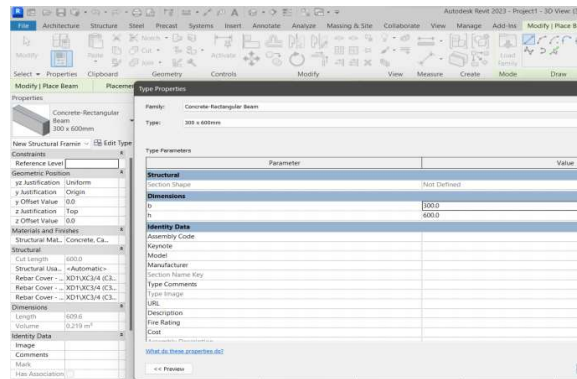 Autodesk Revit 2023 - Project1 - 3D View: {
File Architecture Structure Steel Precast Systems Insert Annotate Analyze Massing & Site Collaborate View Manage Add-Ins Modify | Place B
Modify Paste Notch Cut Join Activate Load Family
Select Properties Clipboard Geometry Controls Modify View Measure Create Mode Draw
Modify | Place Beam Placemen
Properties
Concrete-Rectangular
Beam
300 x 600mm
New Structural Framin Edit Type
Constraints
Reference Level
Geometric Position
yz Justification Uniform
y Justification Origin
y Offset Value 0.0
z Justification Top
z Offset Value 0.0
Materials and Finishes
Structural Mat... Concrete, Ca...
Structural
Cut Length 600.0
Structural Usa... <Automatic>
Rebar Cover - ... XD1\XC3/4 (C3...
Rebar Cover - ... XD1\XC3/4 (C3...
Rebar Cover - ... XD1\XC3/4 (C3...
Dimensions
Length 609.6
Volume 0.219 m³
Identity Data
Image
Comments
Mark
Has Association
Type Properties
Family: Concrete-Rectangular Beam
Type: 300 x 600mm
Type Parameters
Parameter Value
Structural
Section Shape Not Defined
Dimensions
b 300.0
h 600.0
Identity Data
Assembly Code
Keynote
Model
Manufacturer
Section Name Key
Type Comments
Type Image
URL
Description
Fire Rating
Cost
Assembly Description
What do these properties do?
<< Preview